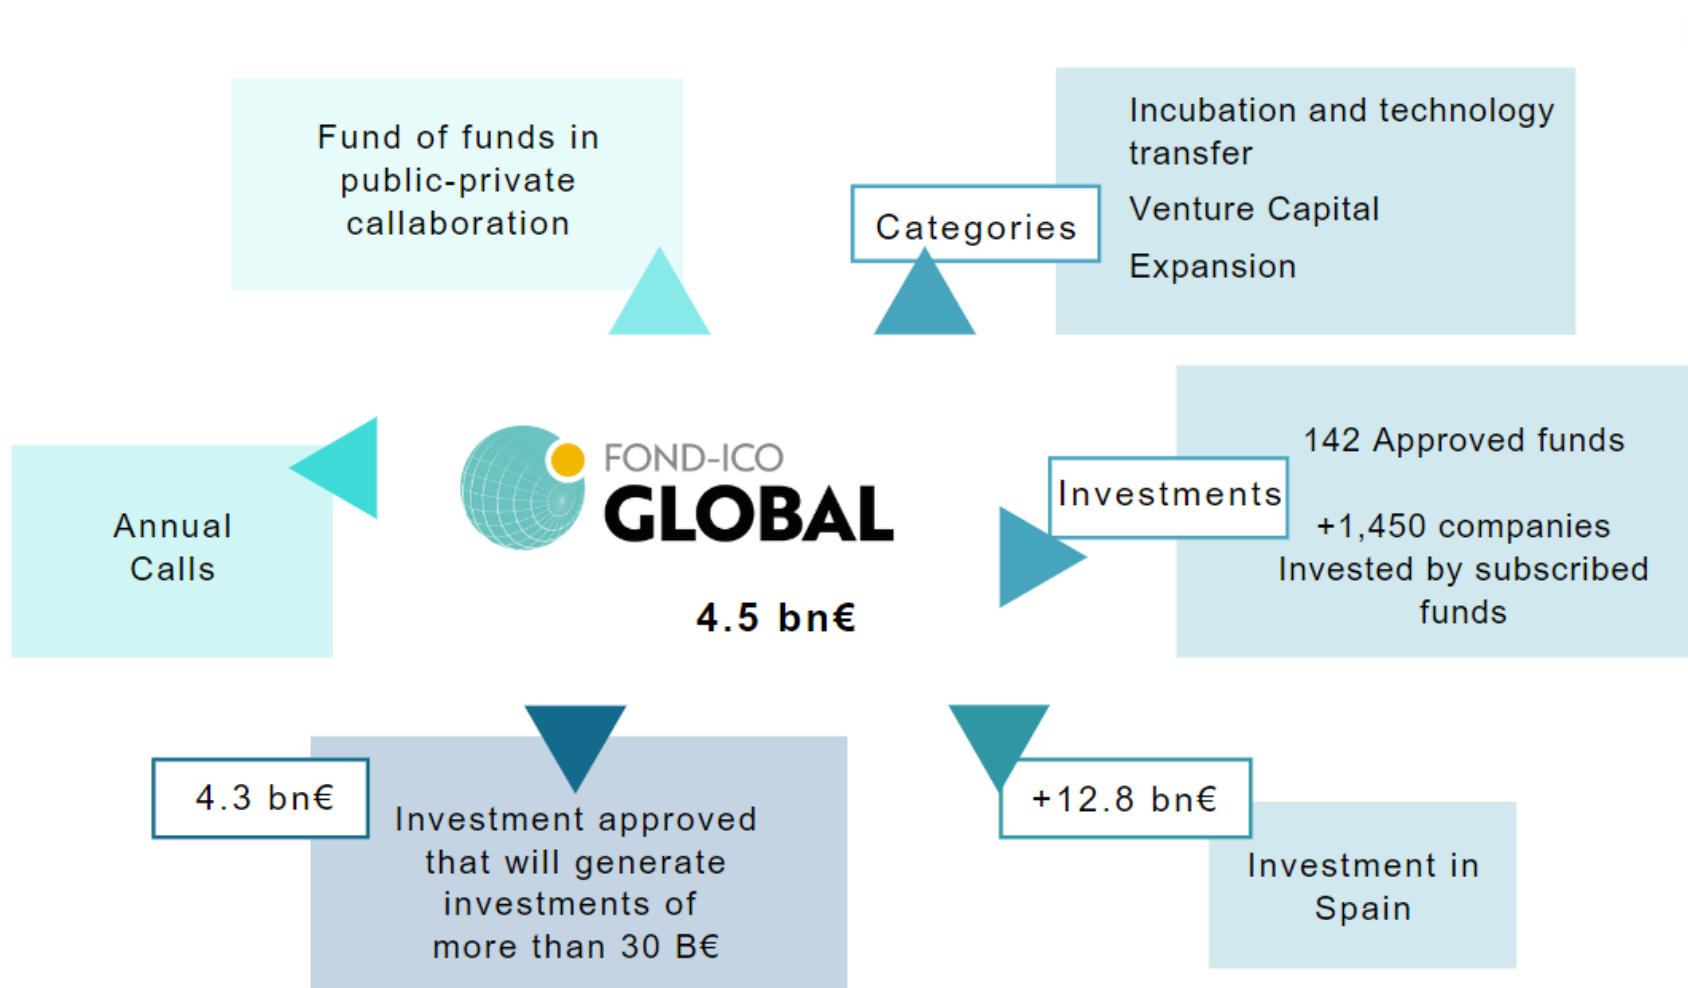 Fund of funds in
public-private
callaboration
Categories
Incubation and technology
transfer
Venture Capital
Expansion
Annual
Calls
FOND-ICO
GLOBAL
4.5 bn€
Investments
142 Approved funds
+1,450 companies
Invested by subscribed
funds
4.3 bn€
Investment approved
that will generate
investments of
more than 30 B€
+12.8 bn€
Investment in
Spain